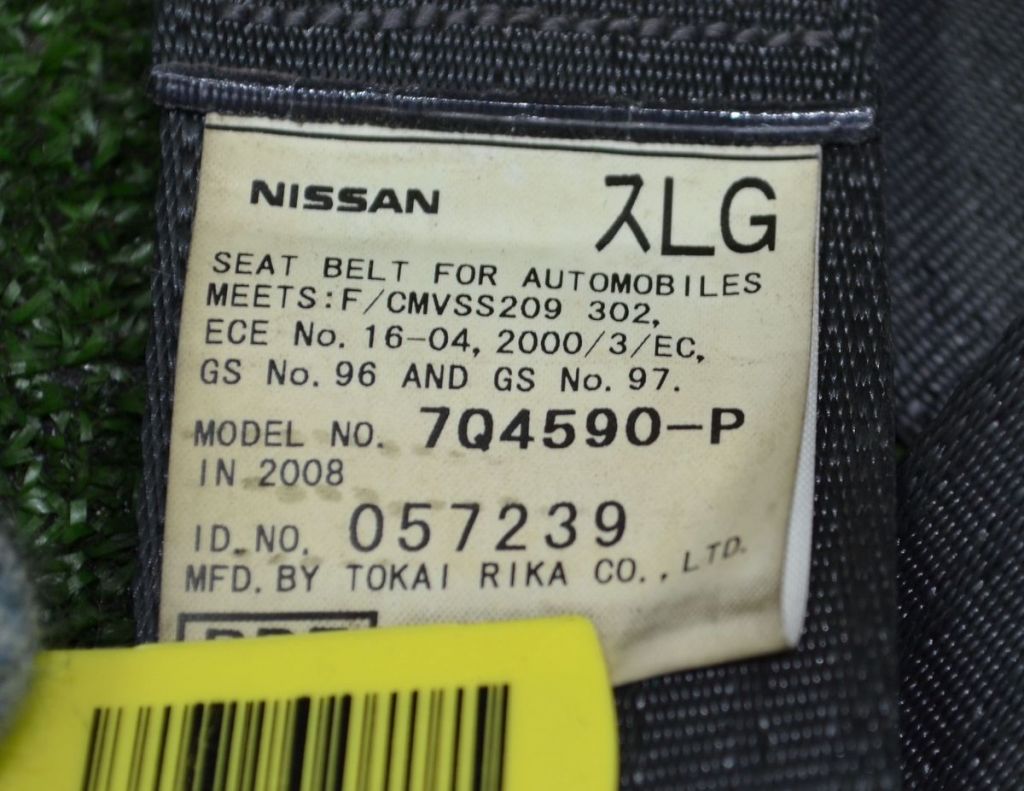 NISSAN
スLG
SEAT BELT FOR AUTOMOBILES
MEETS:F/CMVSS209 302,
ECE No. 16-04, 2000/3/EC,
GS No. 96 AND GS No. 97.
MODEL NO. 7Q4590-P
IN 2008
ID.NO. 057239
MFD. BY TOKAI RIKA CO., LTD.